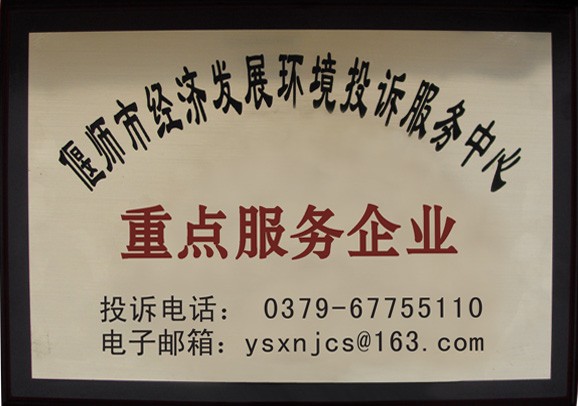 偃师市经济发展环境投诉服务中心
重点服务企业
投诉电话： 0379-67755110
电子邮箱：ysxnjcs@163.com